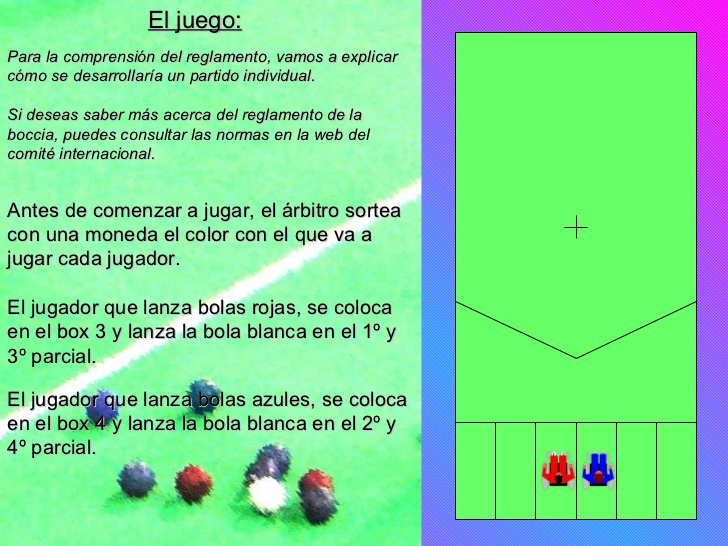 El juego:
Para la comprensión del reglamento, vamos a explicar
cómo se desarrollaría un partido individual.
Si deseas saber más acerca del reglamento de la
boccia, puedes consultar las normas en la web del
comité internacional.
Antes de comenzar a jugar, el árbitro sortea
con una moneda el color con el que va a
jugar cada jugador.
El jugador que lanza bolas rojas, se coloca
en el box 3 y lanza la bola blanca en el 1º y
3º parcial.
El jugador que lanza bolas azules, se coloca
en el box 4 y lanza la bola blanca en el 2º y
4º parcial.